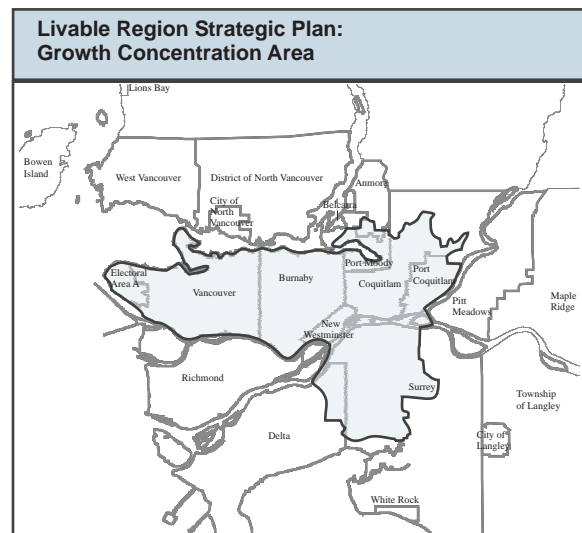 Livable Region Strategic Plan:
Growth Concentration Area
Lions Bay
Bowen
Island
West Vancouver
District of North Vancouver
City of
North
Vancouver
Anmore
Belcarra
Electoral
Area A
Vancouver
Burnaby
Port Moody
Coquitlam
Port
Coquitlam
Pitt
Meadows
Maple
Ridge
New
Westminster
Richmond
Surrey
Delta
Township
of Langley
City of
Langley
White Rock